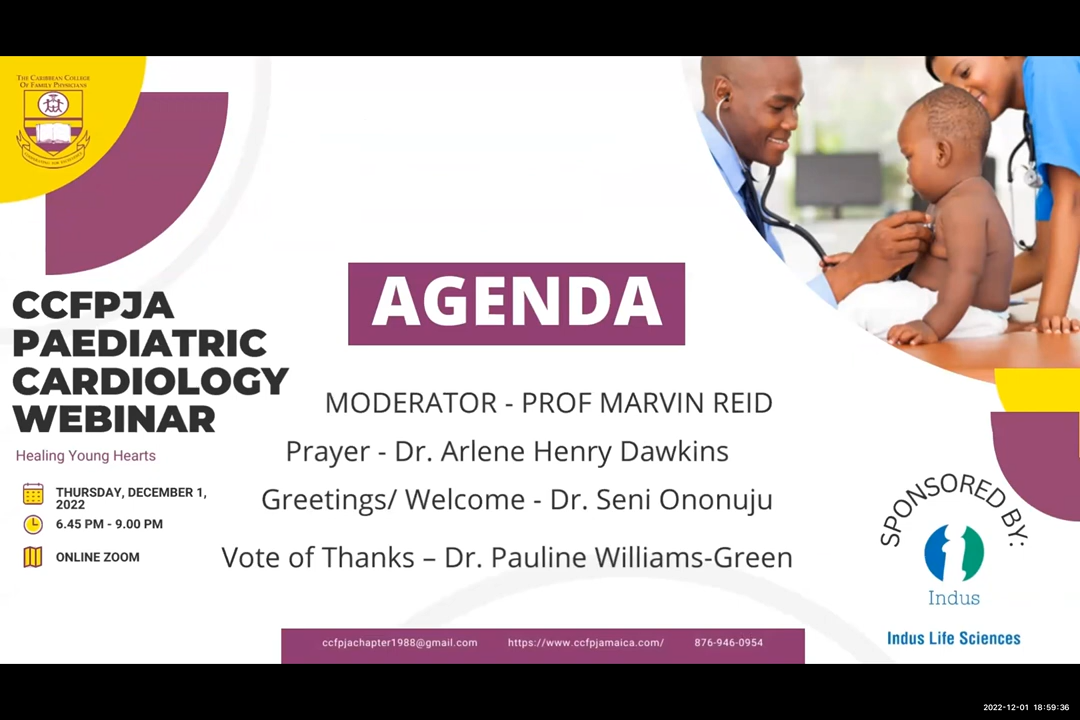 THE CARIBBEAN COLLEGE
OF FAMILY PHYSICIANS
CCFPJA
PAEDIATRIC
CARDIOLOGY
WEBINAR
Healing Young Hearts
THURSDAY, DECEMBER 1,
2022
6.45 PM - 9.00 PM
ONLINE ZOOM
AGENDA
MODERATOR - PROF MARVIN REID
Prayer - Dr. Arlene Henry Dawkins
Greetings/ Welcome - Dr. Seni Ononuju
Vote of Thanks – Dr. Pauline Williams-Green
SPONSORED BY:
Indus
Indus Life Sciences
ccfpjachapter1988@gmail.com https://www.ccfpjamaica.com/ 876-946-0954
2022-12-01 18:59:36